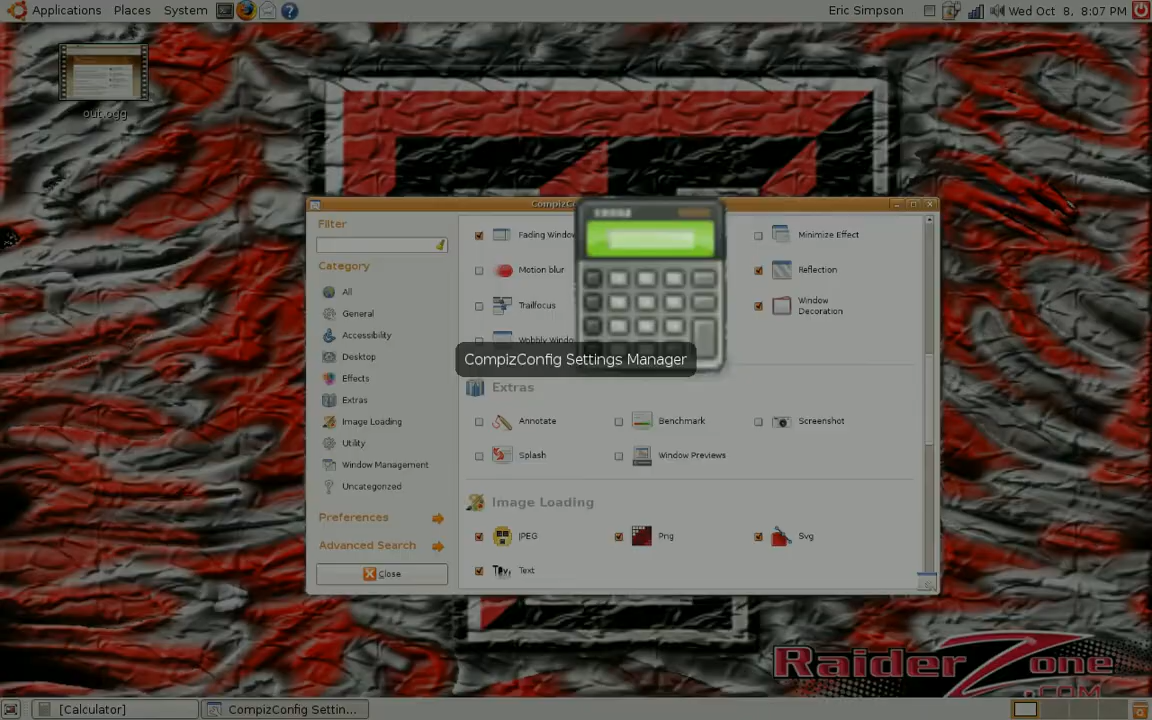 Applications Places System
Eric Simpson
Wed Oct 8, 8:07 PM
out.ogg
Filter
Category
All
General
Accessibility
Desktop
Effects
Extras
Image Loading
Utility
Window Management
Uncategorized
Preferences
Advanced Search
Close
Fading Window
Minimize Effect
Motion blur
Reflection
Trailfocus
Window
Decoration
CompizConfig Settings Manager
Extras
Annotate
Benchmark
Screenshot
Splash
Window Previews
Image Loading
JPEG
Png
Svg
Text
RaiderZone
.COM
[Calculator]
CompizConfig Settin...